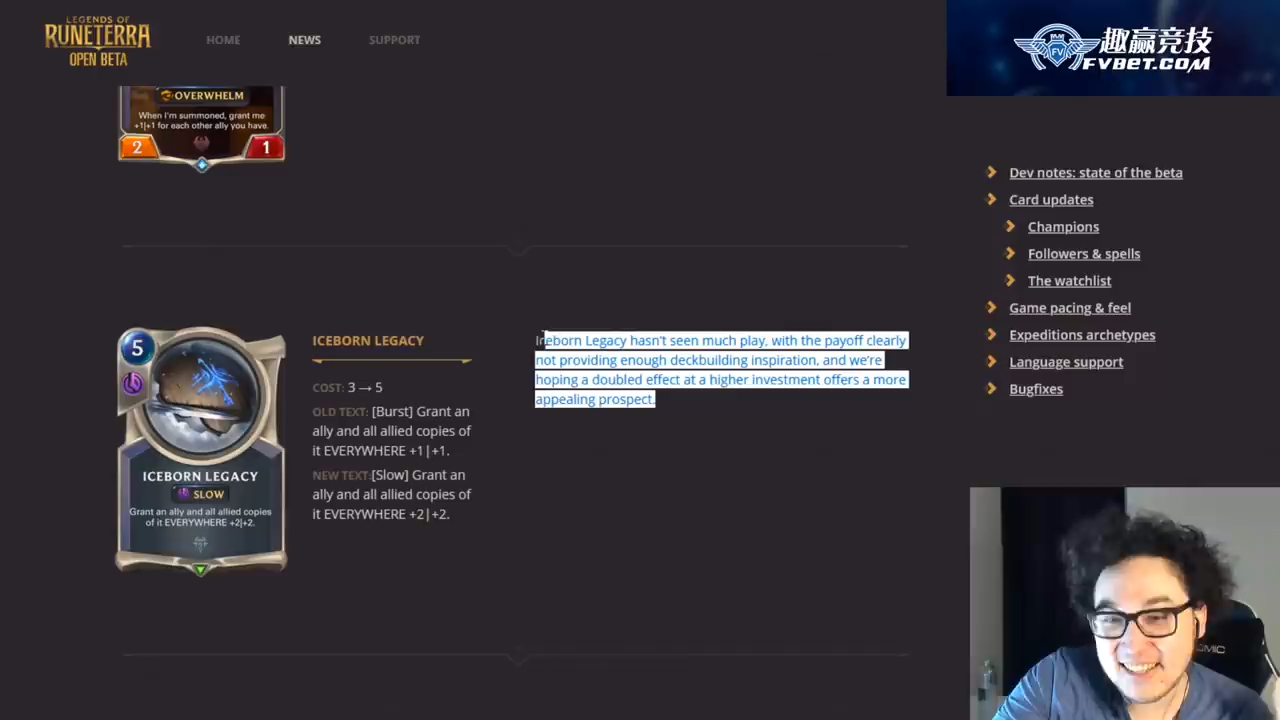 LEGENDS OF
RUNETERRA
OPEN BETA
HOME
NEWS
SUPPORT
趣赢竞技
FV
FVBET.COM
OVERWHELM
When I'm summoned, grant me
+1|+1 for each other ally you have.
2
1
Dev notes: state of the beta
Card updates
Champions
Followers & spells
The watchlist
Game pacing & feel
Expeditions archetypes
Language support
Bugfixes
5
ICEBORN LEGACY
SLOW
Grant an ally and all allied copies
of it EVERYWHERE +2|+2.
ICEBORN LEGACY
COST: 3 → 5
OLD TEXT: [Burst] Grant an
ally and all allied copies of
it EVERYWHERE +1|+1.
NEW TEXT:[Slow] Grant an
ally and all allied copies of
it EVERYWHERE +2|+2.
Iceborn Legacy hasn't seen much play, with the payoff clearly
not providing enough deckbuilding inspiration, and we're
hoping a doubled effect at a higher investment offers a more
appealing prospect.